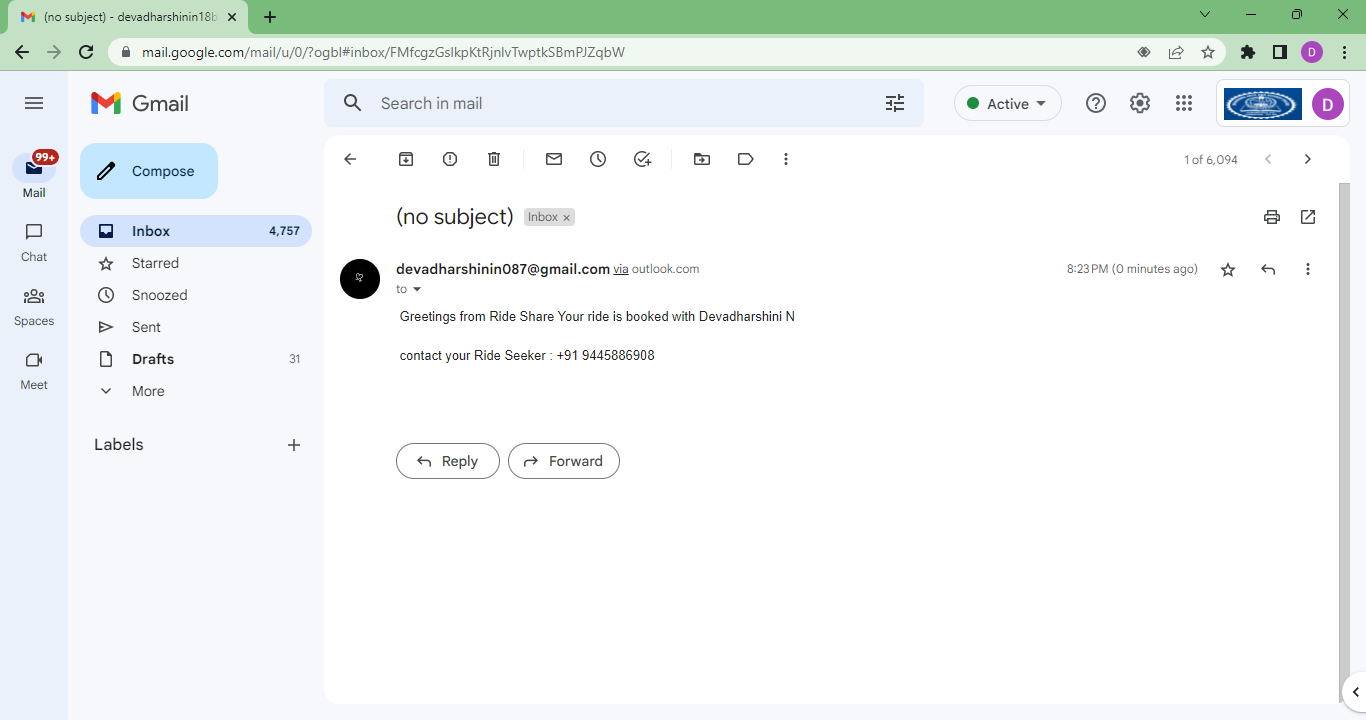 (no subject) - devadharshinin18b
mail.google.com/mail/u/0/?ogbl#inbox/FMfcgzGslkpKtRjnlvTwptkSBmPJZqbW
D
99+
Mail
Chat
Spaces
Meet
Gmail
Compose
Inbox 4,757
Starred
Snoozed
Sent
Drafts 31
More
Labels
Search in mail
Active
D
1 of 6,094
(no subject) Inbox
devadharshinin087@gmail.com via outlook.com 8:23 PM (0 minutes ago)
to
Greetings from Ride Share Your ride is booked with Devadharshini N
contact your Ride Seeker : +91 9445886908
Reply Forward